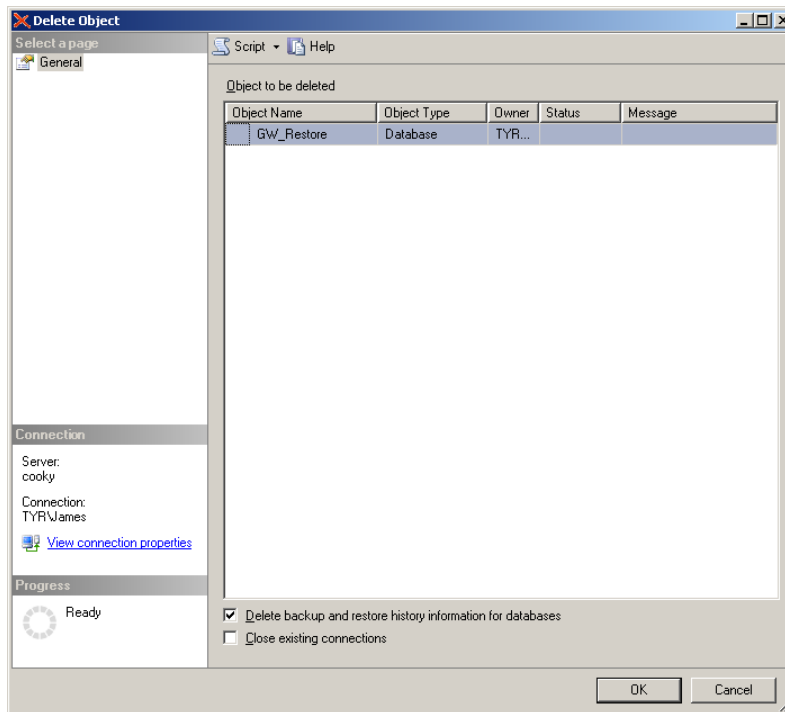 Delete Object
Select a page
General
Script Help
Object to be deleted
Object Name Object Type Owner Status Message
GW_Restore Database TYR...
Connection
Server:
cooky
Connection:
TYR\James
View connection properties
Progress
Ready
Delete backup and restore history information for databases
Close existing connections
OK Cancel